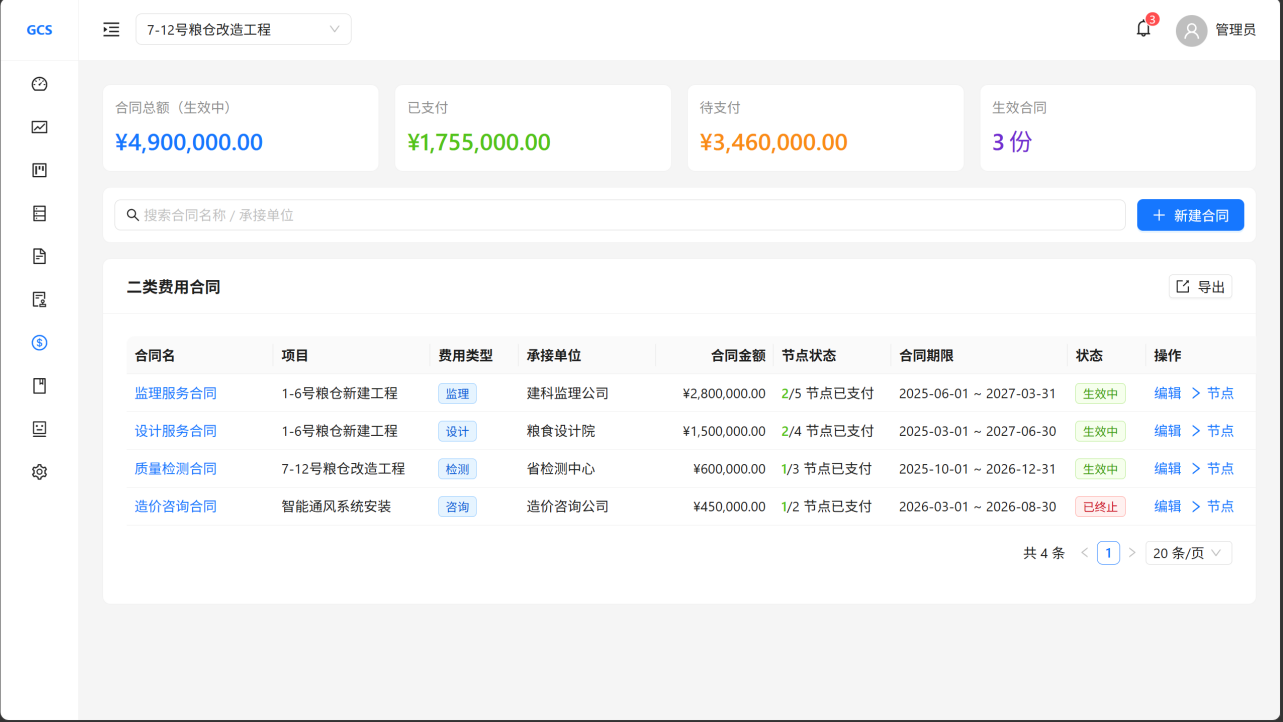 GCS
7-12号粮仓改造工程
3
管理员
合同总额（生效中）
¥4,900,000.00
已支付
¥1,755,000.00
待支付
¥3,460,000.00
生效合同
3 份
搜索合同名称 / 承接单位
新建合同
二类费用合同
导出
合同名 项目 费用类型 承接单位 合同金额 节点状态 合同期限 状态 操作
监理服务合同 1-6号粮仓新建工程 监理 建科监理公司 ¥2,800,000.00 2/5 节点已支付 2025-06-01 ~ 2027-03-31 生效中 编辑 节点
设计服务合同 1-6号粮仓新建工程 设计 粮食设计院 ¥1,500,000.00 2/4 节点已支付 2025-03-01 ~ 2027-06-30 生效中 编辑 节点
质量检测合同 7-12号粮仓改造工程 检测 省检测中心 ¥600,000.00 1/3 节点已支付 2025-10-01 ~ 2026-12-31 生效中 编辑 节点
造价咨询合同 智能通风系统安装 咨询 造价咨询公司 ¥450,000.00 1/2 节点已支付 2026-03-01 ~ 2026-08-30 已终止 编辑 节点
共 4 条 1 20 条/页